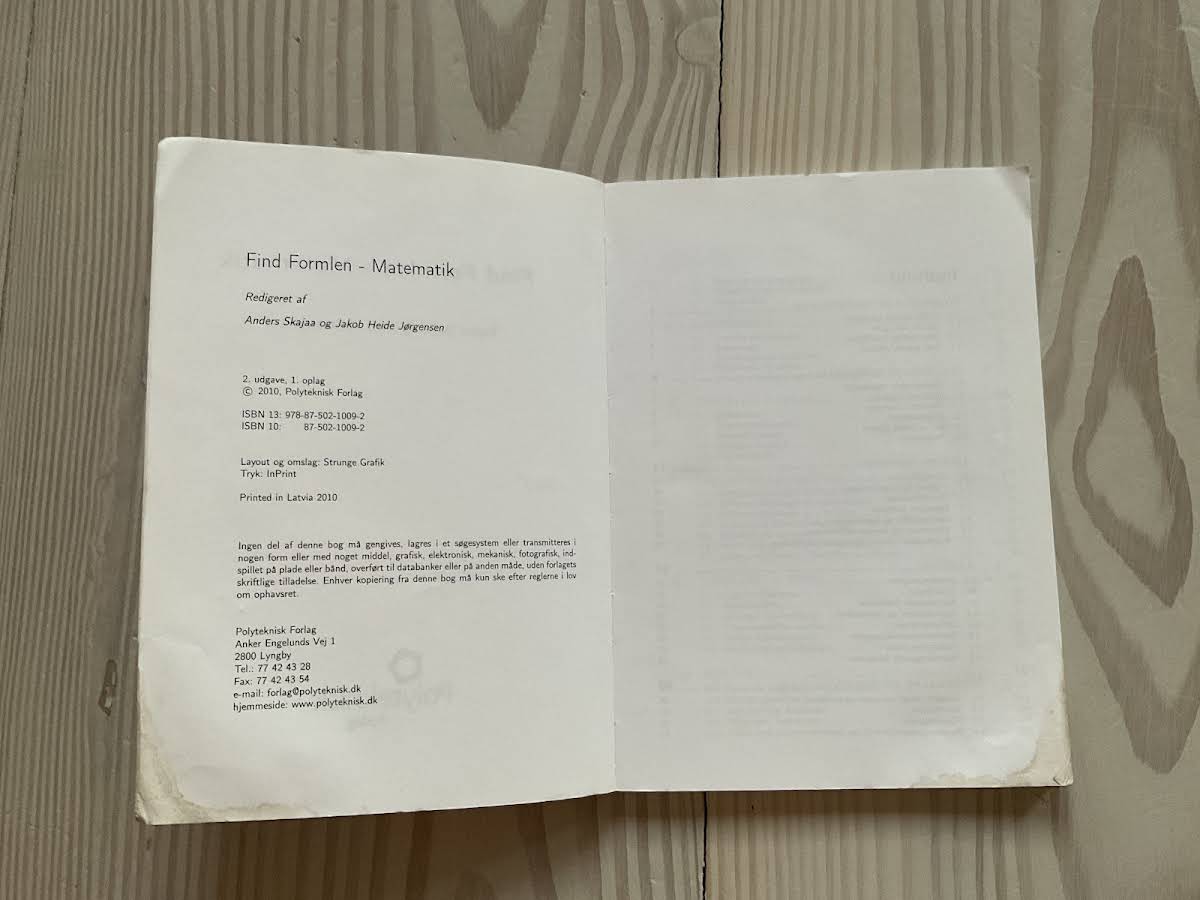 Find Formlen - Matematik
Redigeret af
Anders Skajaa og Jakob Heide Jørgensen
2. udgave, 1. oplag
© 2010, Polyteknisk Forlag
ISBN 13: 978-87-502-1009-2
ISBN 10: 87-502-1009-2
Layout og omslag: Strunge Grafik
Tryk: InPrint
Printed in Latvia 2010
Ingen del af denne bog må gengives, lagres i et søgesystem eller transmitteres i
nogen form eller med noget middel, grafisk, elektronisk, mekanisk, fotografisk, ind-
spillet på plade eller bånd, overført til databanker eller på anden måde, uden forlagets
skriftlige tilladelse. Enhver kopiering fra denne bog må kun ske efter reglerne i lov
om ophavsret.
Polyteknisk Forlag
Anker Engelunds Vej 1
2800 Lyngby
Tel.: 77 42 43 28
Fax: 77 42 43 54
e-mail: forlag@polyteknisk.dk
hjemmeside: www.polyteknisk.dk